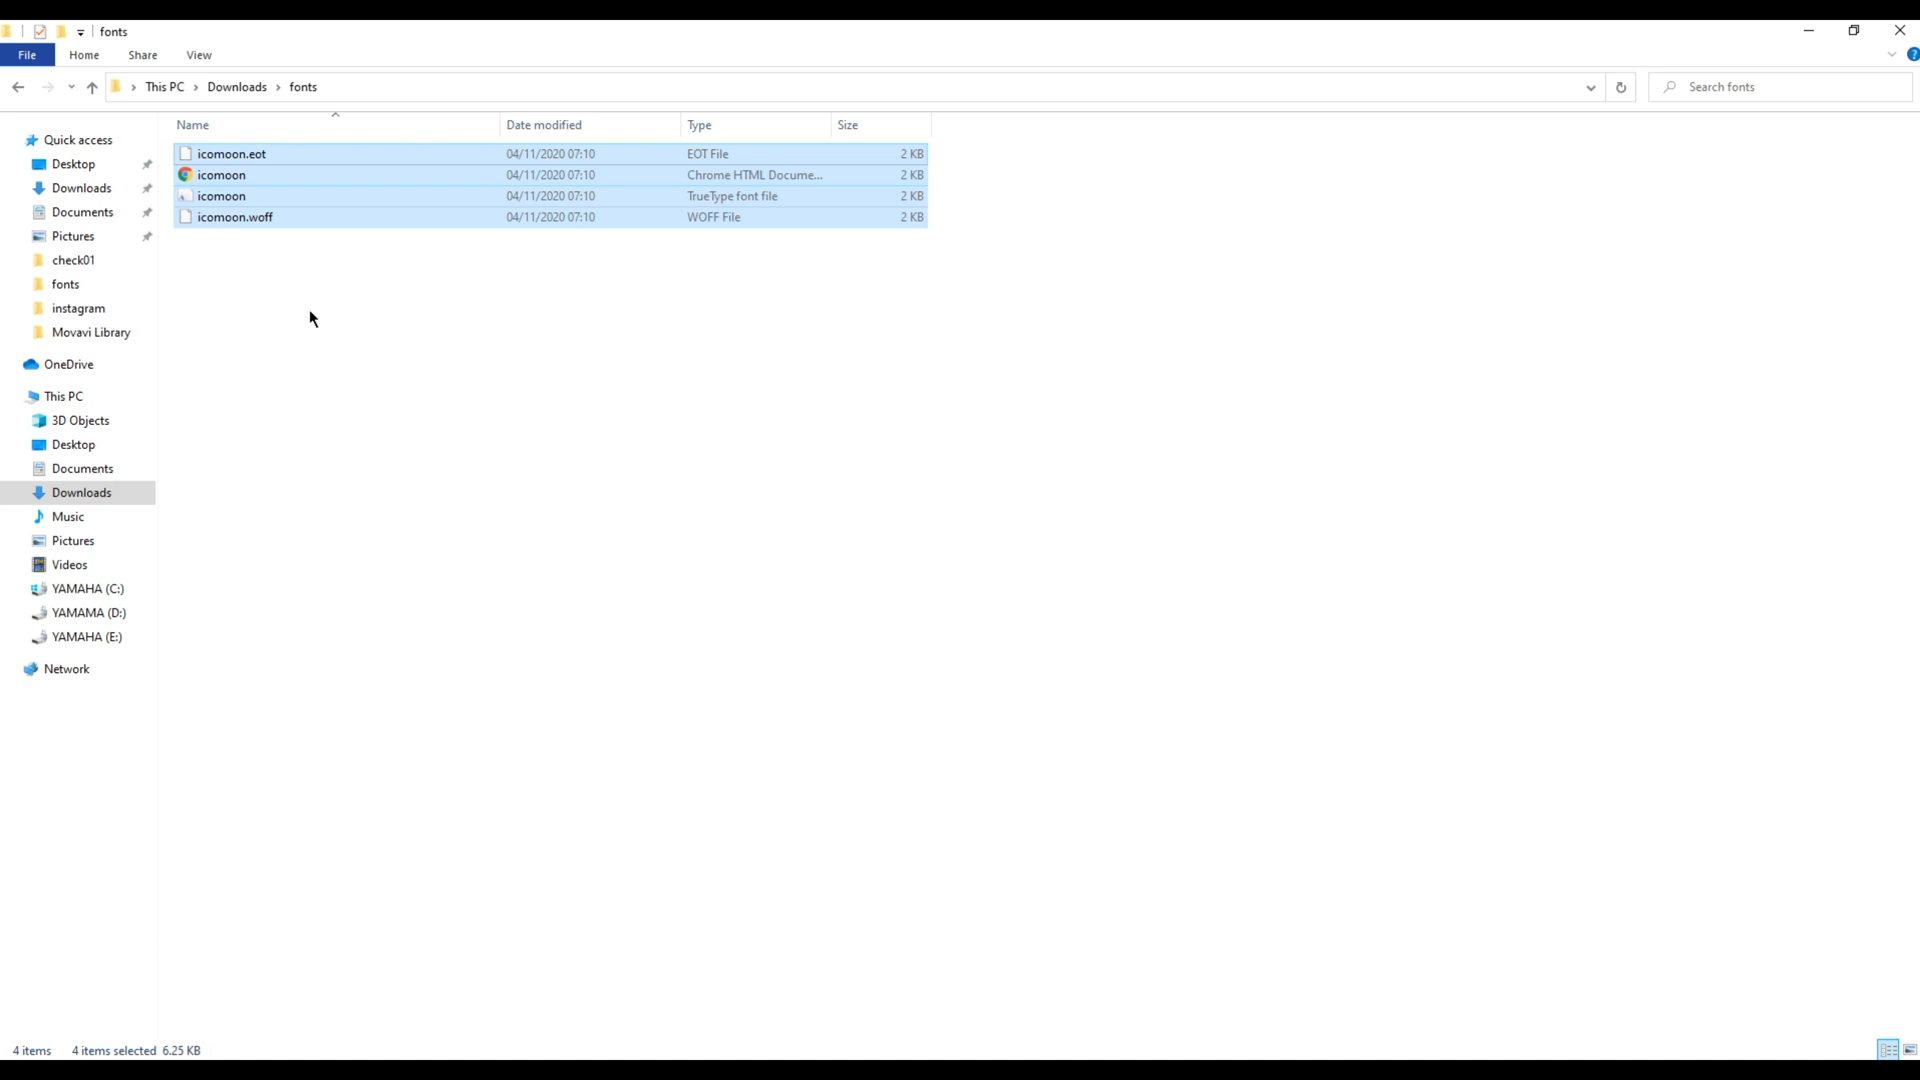 fonts
File Home Share View
This PC Downloads fonts
Search fonts
Name Date modified Type Size
icomoon.eot 04/11/2020 07:10 EOT File 2 KB
icomoon 04/11/2020 07:10 Chrome HTML Docume... 2 KB
icomoon 04/11/2020 07:10 TrueType font file 2 KB
icomoon.woff 04/11/2020 07:10 WOFF File 2 KB
Quick access
Desktop
Downloads
Documents
Pictures
check01
fonts
instagram
Movavi Library
OneDrive
This PC
3D Objects
Desktop
Documents
Downloads
Music
Pictures
Videos
YAMAHA (C:)
YAMAMA (D:)
YAMAHA (E:)
Network
4 items 4 items selected 6.25 KB